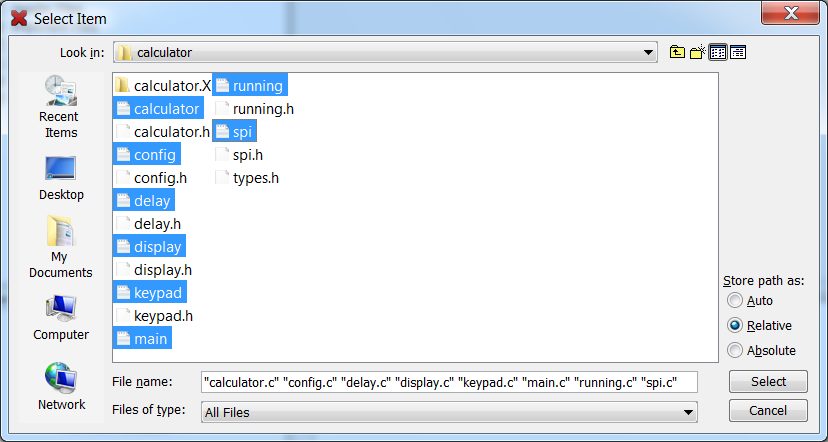 Select Item
Look in: calculator
Recent
Items
Desktop
My
Documents
Computer
Network
calculator.X
calculator
calculator.h
config
config.h
delay
delay.h
display
display.h
keypad
keypad.h
main
running
running.h
spi
spi.h
types.h
Store path as:
Auto
Relative
Absolute
File name: "calculator.c" "config.c" "delay.c" "display.c" "keypad.c" "main.c" "running.c" "spi.c"
Select
Files of type: All Files
Cancel